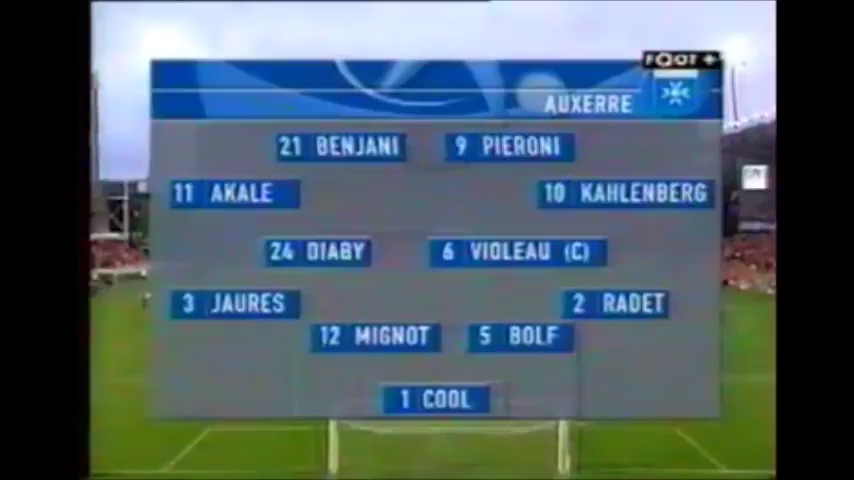 FOOT+
AUXERRE
21 BENJANI 9 PIERONI
11 AKALE 10 KAHLENBERG
24 DIABY 6 VIOLEAU (C)
3 JAURES 2 RADET
12 MIGNOT 5 BOLF
1 COOL